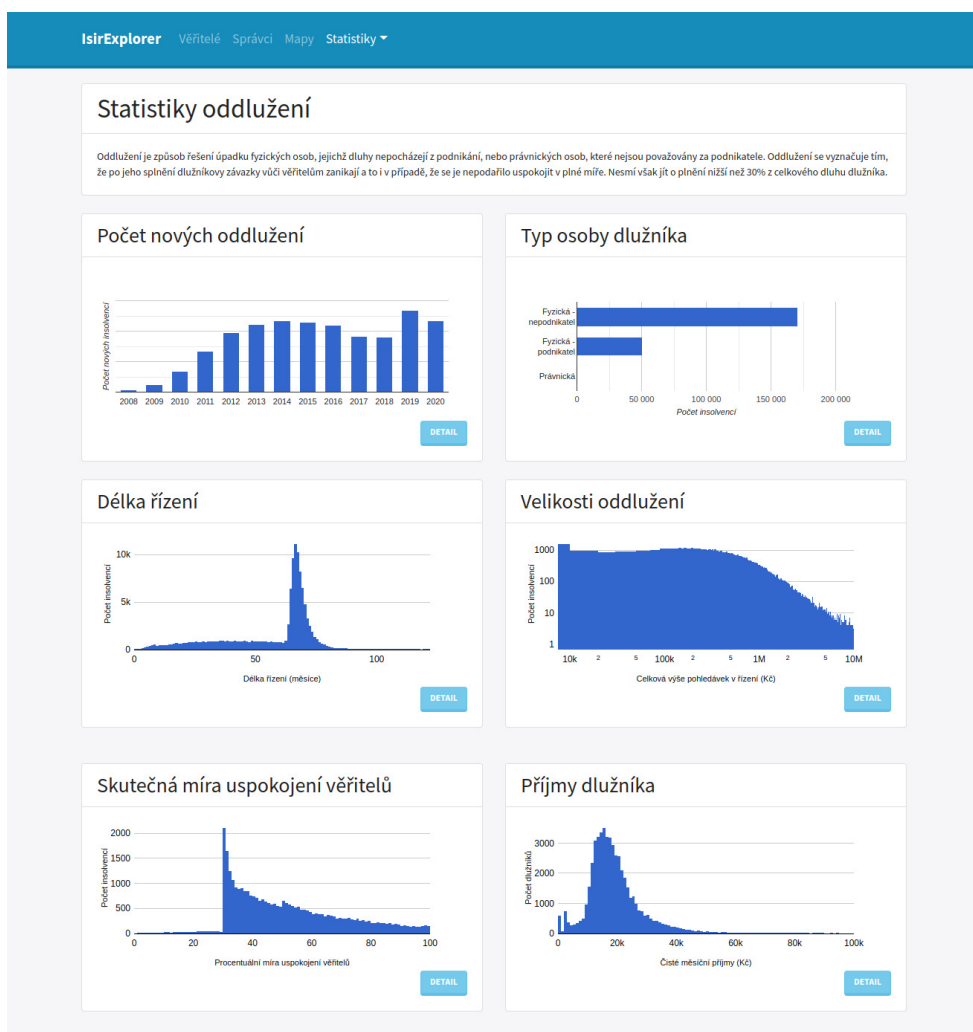 IsirExplorer Věřitelé Správci Mapy Statistiky
Statistiky oddlužení
Oddlužení je způsob řešení úpadku fyzických osob, jejichž dluhy nepocházejí z podnikání, nebo právnických osob, které nejsou považovány za podnikatele. Oddlužení se vyznačuje tím,
že po jeho splnění dlužníkovy závazky vůči věřitelům zanikají a to i v případě, že se je nepodařilo uspokojit v plné míře. Nesmí však jít o plnění nižší než 30% z celkového dluhu dlužníka.
Počet nových oddlužení
Počet nových insolvencí
2008 2009 2010 2011 2012 2013 2014 2015 2016 2017 2018 2019 2020
DETAIL
Typ osoby dlužníka
Fyzická -
nepodnikatel
Fyzická -
podnikatel
Právnická
0 50 000 100 000 150 000 200 000
Počet insolvencí
DETAIL
Délka řízení
Počet insolvencí
10k
5k
0
0 50 100
Délka řízení (měsíce)
DETAIL
Velikosti oddlužení
Počet insolvencí
1000
100
10
1
10k 2 5 100k 2 5 1M 2 5 10M
Celková výše pohledávek v řízení (Kč)
DETAIL
Skutečná míra uspokojení věřitelů
Počet insolvencí
2000
1500
1000
500
0
0 20 40 60 80 100
Procentuální míra uspokojení věřitelů
DETAIL
Příjmy dlužníka
Počet dlužníků
3000
2000
1000
0
0 20k 40k 60k 80k 100k
Čisté měsíční příjmy (Kč)
DETAIL